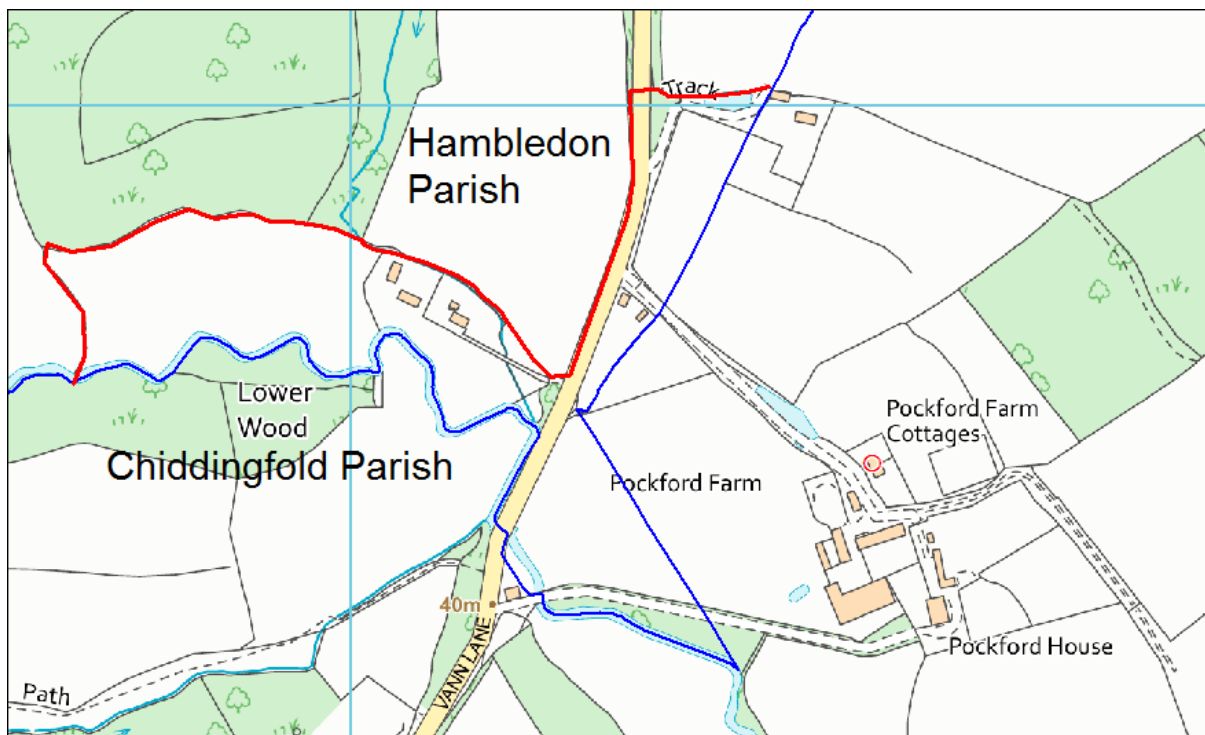 Track
Hambledon
Parish
Lower
Wood
Pockford Farm
Cottages
Chiddingfold Parish
Pockford Farm
40m
VANN LANE
Pockford House
Path